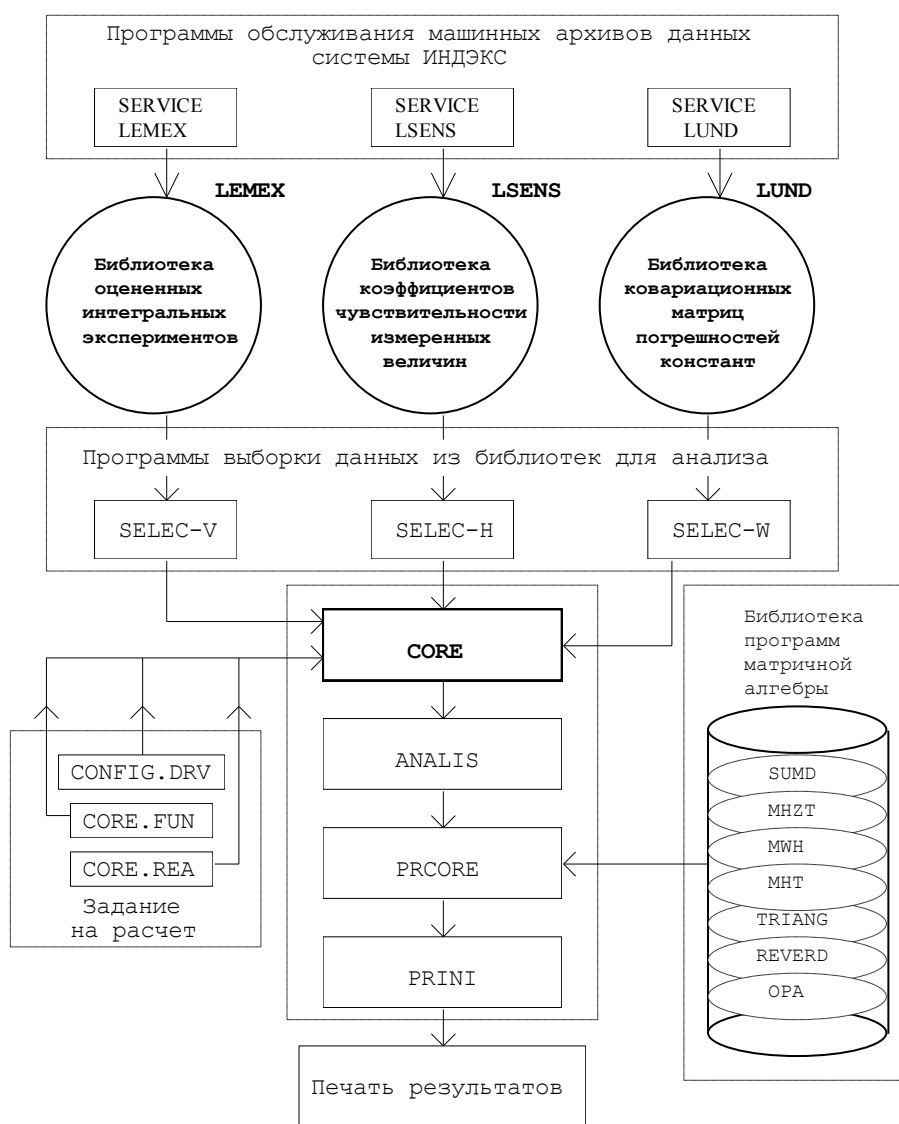 Программы обслуживания машинных архивов данных
системы ИНДЭКС
SERVICE
LEMEX
SERVICE
LSENS
SERVICE
LUND
LEMEX
LSENS
LUND
Библиотека
оцененных
интегральных
экспериментов
Библиотека
коэффициентов
чувствительности
измеренных
величин
Библиотека
ковариационных
матриц
погрешностей
констант
Программы выборки данных из библиотек для анализа
SELEC-V
SELEC-H
SELEC-W
CORE
ANALIS
PRCORE
PRINI
Печать результатов
CONFIG.DRV
CORE.FUN
CORE.REA
Задание
на расчет
Библиотека
программ
матричной
алгебры
SUMD
MHZT
MWH
MHT
TRIANG
REVERD
OPA